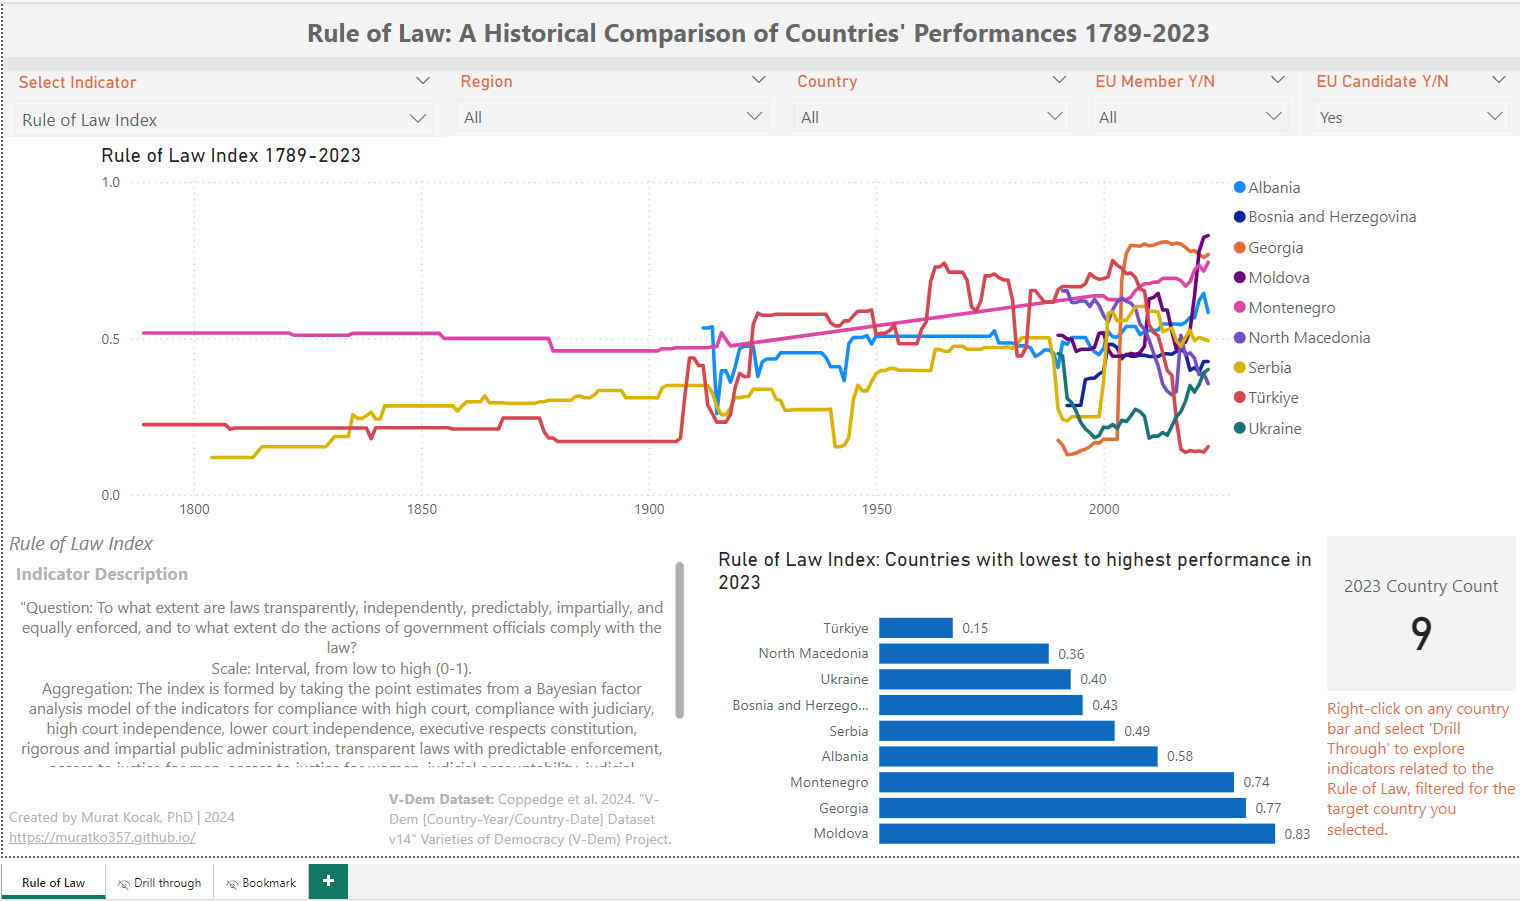 Rule of Law: A Historical Comparison of Countries' Performances 1789-2023
Select Indicator
Rule of Law Index
Region
All
Country
All
EU Member Y/N
All
EU Candidate Y/N
Yes
Rule of Law Index 1789-2023
1.0
0.5
0.0
1800
1850
1900
1950
2000
Albania
Bosnia and Herzegovina
Georgia
Moldova
Montenegro
North Macedonia
Serbia
Türkiye
Ukraine
Rule of Law Index
Indicator Description
"Question: To what extent are laws transparently, independently, predictably, impartially, and
equally enforced, and to what extent do the actions of government officials comply with the
law?
Scale: Interval, from low to high (0-1).
Aggregation: The index is formed by taking the point estimates from a Bayesian factor
analysis model of the indicators for compliance with high court, compliance with judiciary,
high court independence, lower court independence, executive respects constitution,
rigorous and impartial public administration, transparent laws with predictable enforcement,
access to justice for men, access to justice for women, judicial accountability, judicial
Created by Murat Kocak, PhD | 2024
https://muratko357.github.io/
V-Dem Dataset: Coppedge et al. 2024. "V-
Dem [Country-Year/Country-Date] Dataset
v14" Varieties of Democracy (V-Dem) Project.
Rule of Law Index: Countries with lowest to highest performance in
2023
Türkiye 0.15
North Macedonia 0.36
Ukraine 0.40
Bosnia and Herzego... 0.43
Serbia 0.49
Albania 0.58
Montenegro 0.74
Georgia 0.77
Moldova 0.83
2023 Country Count
9
Right-click on any country
bar and select 'Drill
Through' to explore
indicators related to the
Rule of Law, filtered for the
target country you
selected.
Rule of Law
Drill through
Bookmark
+